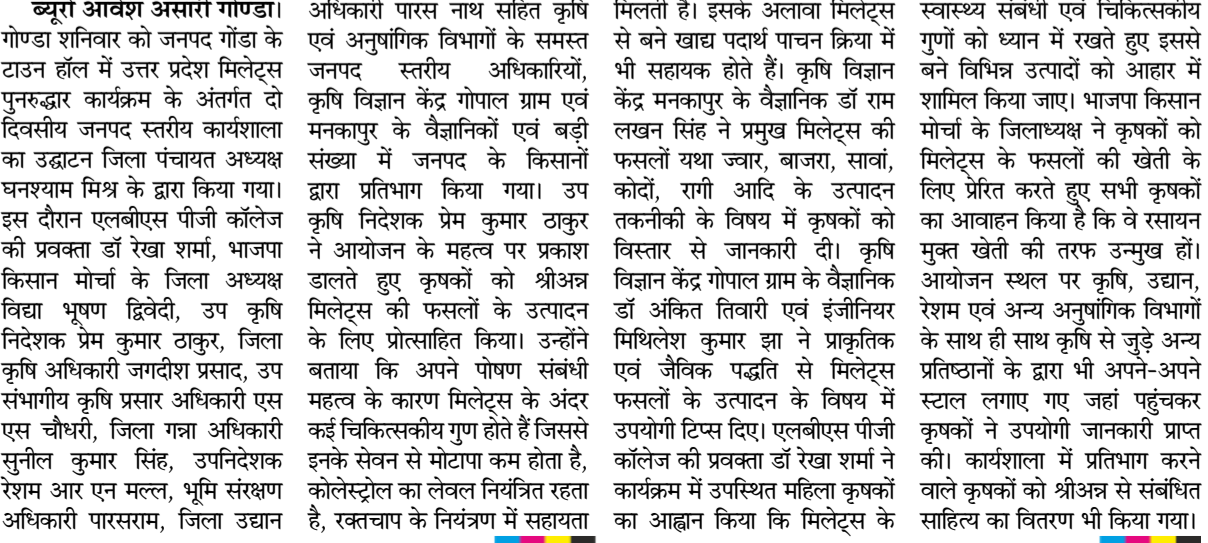 ब्यूरो आवेश अंसारी गोण्डा।
गोण्डा शनिवार को जनपद गोंडा के
टाउन हॉल में उत्तर प्रदेश मिलेट्स
पुनरुद्धार कार्यक्रम के अंतर्गत दो
दिवसीय जनपद स्तरीय कार्यशाला
का उद्घाटन जिला पंचायत अध्यक्ष
घनश्याम मिश्र के द्वारा किया गया।
इस दौरान एलबीएस पीजी कॉलेज
की प्रवक्ता डॉ रेखा शर्मा, भाजपा
किसान मोर्चा के जिला अध्यक्ष
विद्या भूषण द्विवेदी, उप कृषि
निदेशक प्रेम कुमार ठाकुर, जिला
कृषि अधिकारी जगदीश प्रसाद, उप
संभागीय कृषि प्रसार अधिकारी एस
एस चौधरी, जिला गन्ना अधिकारी
सुनील कुमार सिंह, उपनिदेशक
रेशम आर एन मल्ल, भूमि संरक्षण
अधिकारी पारसराम, जिला उद्यान
अधिकारी पारस नाथ सहित कृषि
एवं अनुषांगिक विभागों के समस्त
जनपद स्तरीय अधिकारियों,
कृषि विज्ञान केंद्र गोपाल ग्राम एवं
मनकापुर के वैज्ञानिकों एवं बड़ी
संख्या में जनपद के किसानों
द्वारा प्रतिभाग किया गया। उप
कृषि निदेशक प्रेम कुमार ठाकुर
ने आयोजन के महत्व पर प्रकाश
डालते हुए कृषकों को श्रीअन्न
मिलेट्स की फसलों के उत्पादन
के लिए प्रोत्साहित किया। उन्होंने
बताया कि अपने पोषण संबंधी
महत्व के कारण मिलेट्स के अंदर
कई चिकित्सकीय गुण होते हैं जिससे
इनके सेवन से मोटापा कम होता है,
कोलेस्ट्रोल का लेवल नियंत्रित रहता
है, रक्तचाप के नियंत्रण में सहायता
मिलती है। इसके अलावा मिलेट्स
से बने खाद्य पदार्थ पाचन क्रिया में
भी सहायक होते हैं। कृषि विज्ञान
केंद्र मनकापुर के वैज्ञानिक डॉ राम
लखन सिंह ने प्रमुख मिलेट्स की
फसलों यथा ज्वार, बाजरा, सावां,
कोदों, रागी आदि के उत्पादन
तकनीकी के विषय में कृषकों को
विस्तार से जानकारी दी। कृषि
विज्ञान केंद्र गोपाल ग्राम के वैज्ञानिक
डॉ अंकित तिवारी एवं इंजीनियर
मिथिलेश कुमार झा ने प्राकृतिक
एवं जैविक पद्धति से मिलेट्स
फसलों के उत्पादन के विषय में
उपयोगी टिप्स दिए। एलबीएस पीजी
कॉलेज की प्रवक्ता डॉ रेखा शर्मा ने
कार्यक्रम में उपस्थित महिला कृषकों
का आह्वान किया कि मिलेट्स के
स्वास्थ्य संबंधी एवं चिकित्सकीय
गुणों को ध्यान में रखते हुए इससे
बने विभिन्न उत्पादों को आहार में
शामिल किया जाए। भाजपा किसान
मोर्चा के जिलाध्यक्ष ने कृषकों को
मिलेट्स के फसलों की खेती के
लिए प्रेरित करते हुए सभी कृषकों
का आवाहन किया है कि वे रसायन
मुक्त खेती की तरफ उन्मुख हों।
आयोजन स्थल पर कृषि, उद्यान,
रेशम एवं अन्य अनुषांगिक विभागों
के साथ ही साथ कृषि से जुड़े अन्य
प्रतिष्ठानों के द्वारा भी अपने-अपने
स्टाल लगाए गए जहां पहुंचकर
कृषकों ने उपयोगी जानकारी प्राप्त
की। कार्यशाला में प्रतिभाग करने
वाले कृषकों को श्रीअन्न से संबंधित
साहित्य का वितरण भी किया गया।